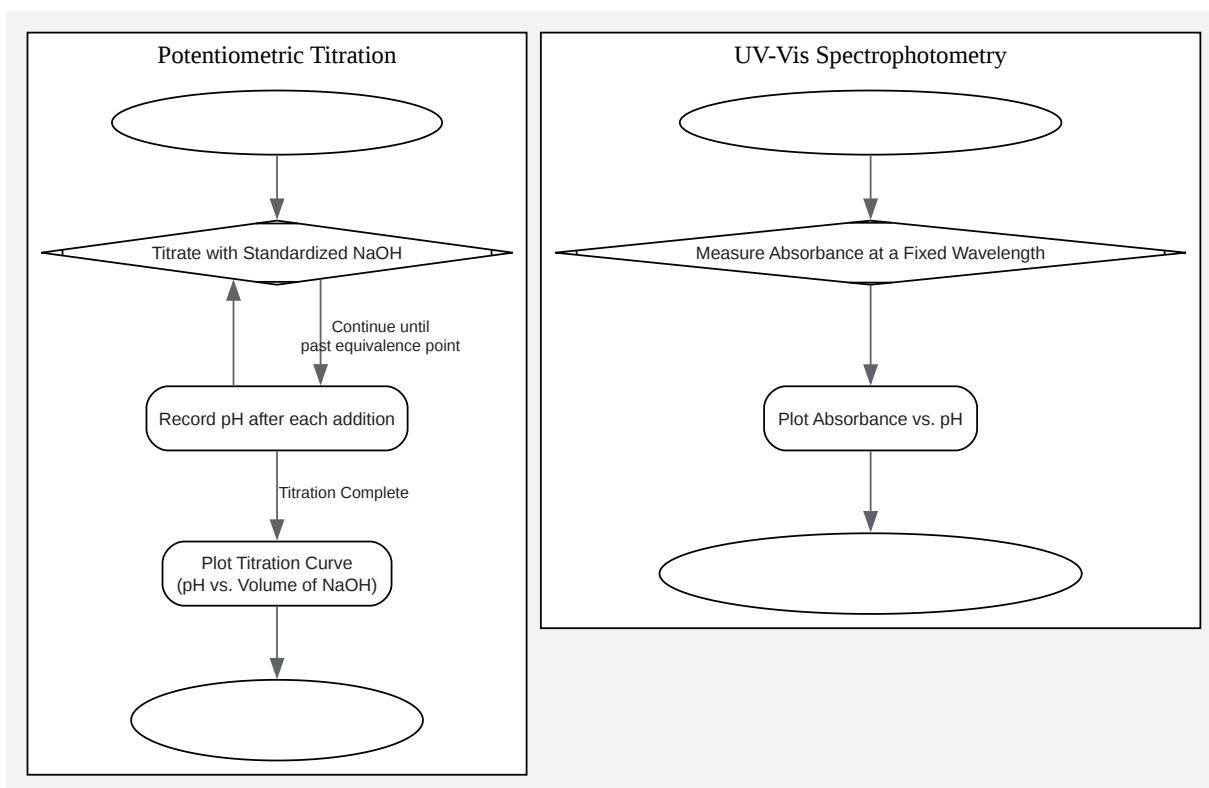 Potentiometric Titration
Titrate with Standardized NaOH
Continue until
past equivalence point
Record pH after each addition
Titration Complete
Plot Titration Curve
(pH vs. Volume of NaOH)
UV-Vis Spectrophotometry
Measure Absorbance at a Fixed Wavelength
Plot Absorbance vs. pH